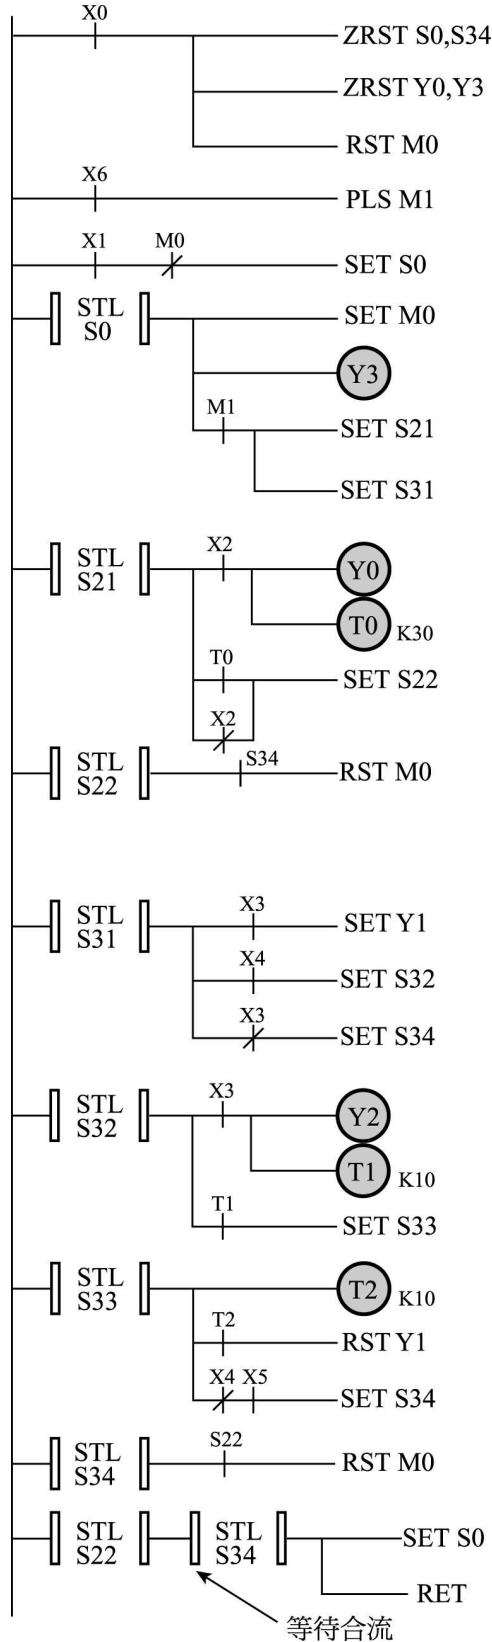 X0
ZRST S0,S34
ZRST Y0,Y3
RST M0
X6
PLS M1
X1 M0
SET S0
STL
S0
SET M0
Y3
M1
SET S21
SET S31
STL
S21
X2
Y0
T0 K30
T0
SET S22
X2
STL
S22
S34
RST M0
STL
S31
X3
SET Y1
X4
SET S32
X3
SET S34
STL
S32
X3
Y2
T1 K10
T1
SET S33
STL
S33
T2 K10
T2
RST Y1
X4 X5
SET S34
STL
S34
S22
RST M0
STL
S22
STL
S34
SET S0
RET
等待合流